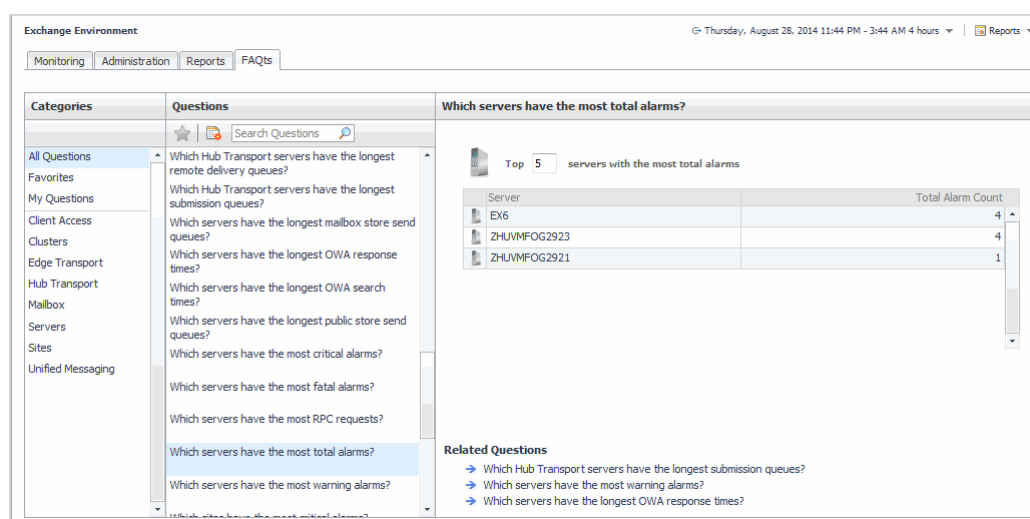 Exchange Environment
Thursday, August 28, 2014 11:44 PM - 3:44 AM 4 hours
Reports
Monitoring
Administration
Reports
FAQts
Categories
Questions
Which servers have the most total alarms?
Search Questions
All Questions
Favorites
My Questions
Client Access
Clusters
Edge Transport
Hub Transport
Mailbox
Servers
Sites
Unified Messaging
Which Hub Transport servers have the longest
remote delivery queues?
Which Hub Transport servers have the longest
submission queues?
Which servers have the longest mailbox store send
queues?
Which servers have the longest OWA response
times?
Which servers have the longest OWA search
times?
Which servers have the longest public store send
queues?
Which servers have the most critical alarms?
Which servers have the most fatal alarms?
Which servers have the most RPC requests?
Which servers have the most total alarms?
Which servers have the most warning alarms?
Which sites have the most critical alarms?
Top 5 servers with the most total alarms
Server Total Alarm Count
EX6 4
ZHUVMFOG2923 4
ZHUVMFOG2921 1
Related Questions
Which Hub Transport servers have the longest submission queues?
Which servers have the most warning alarms?
Which servers have the longest OWA response times?